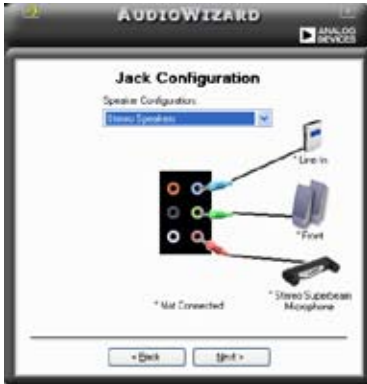 AUDIOWIZARD
ANALOG
DEVICES
Jack Configuration
Speaker Configuration:
Stereo Speakers
* Line In
* Front
* Stereo Superbeam
Microphone
* Not Connected
< Back
Next >